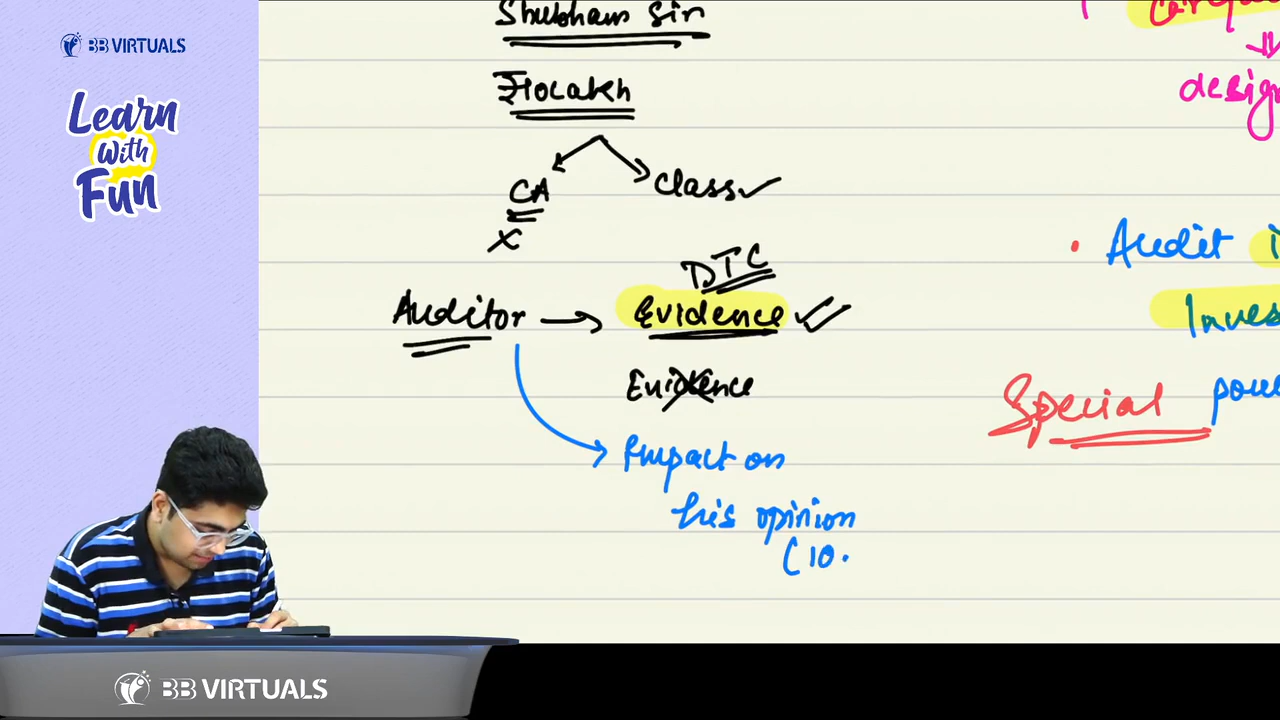 BB VIRTUALS
Learn
With
Fun
Shubham Sir
CA
X
Class ✓
DTC
Auditor → Evidence ✓
Evidence
Impact on
his opinion
(10.
design
Audit i
Inves
Special pow
BB VIRTUALS